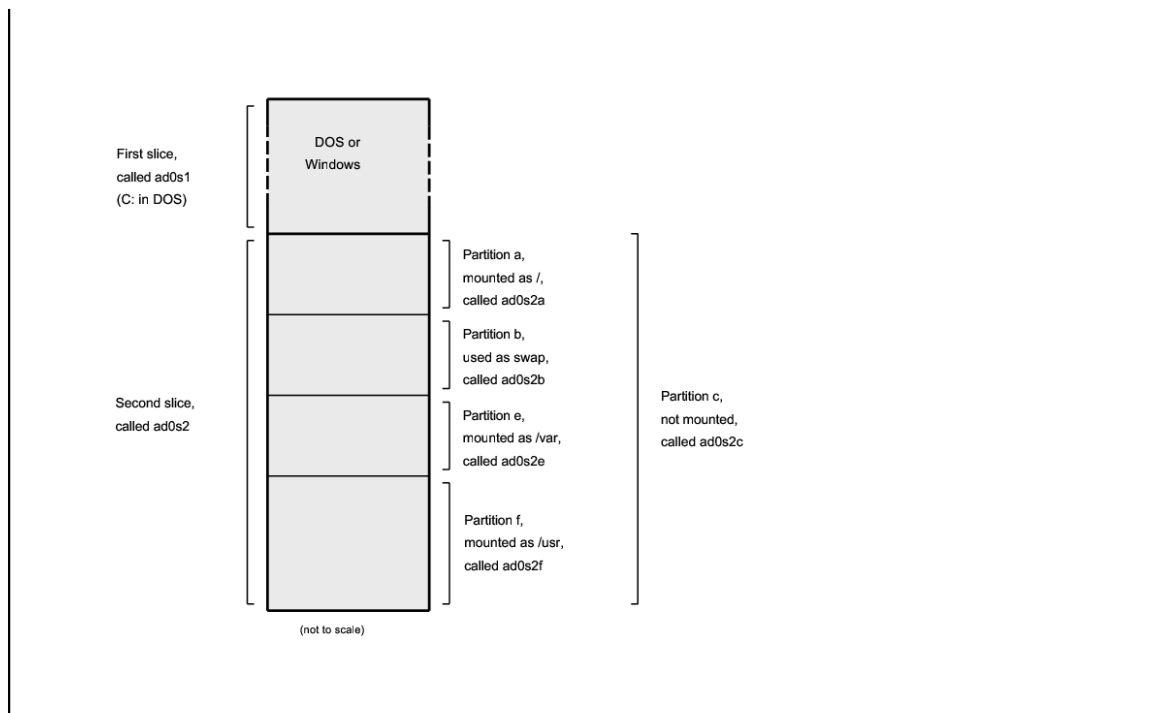 DOS or
Windows
First slice,
called ad0s1
(C: in DOS)
Partition a,
mounted as /,
called ad0s2a
Partition b,
used as swap,
called ad0s2b
Second slice,
called ad0s2
Partition e,
mounted as /var,
called ad0s2e
Partition c,
not mounted,
called ad0s2c
Partition f,
mounted as /usr,
called ad0s2f
(not to scale)